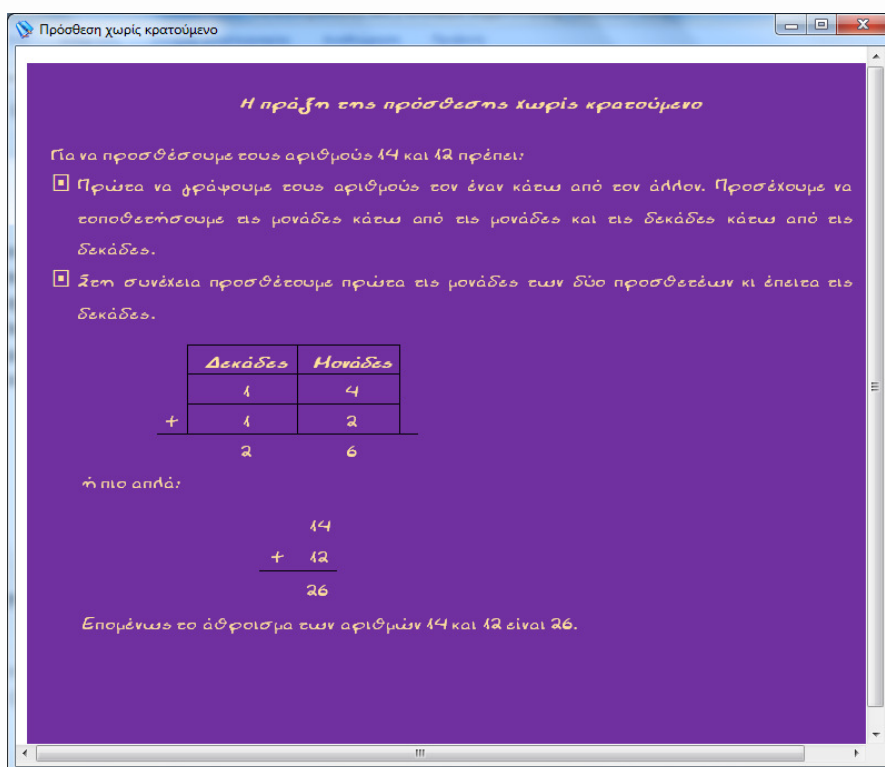 Πρόσθεση χωρίς κρατούμενο
Η πράξη της πρόσθεσης χωρίς κρατούμενο
Για να προσθέσουμε τους αριθμούς 14 και 12 πρέπει:
Πρώτα να γράψουμε τους αριθμούς τον έναν κάτω από τον άλλον. Προσέχουμε να
τοποθετήσουμε τις μονάδες κάτω από τις μονάδες και τις δεκάδες κάτω από τις
δεκάδες.
Στη συνέχεια προσθέτουμε πρώτα τις μονάδες των δύο προσθετέων κι έπειτα τις
δεκάδες.
Δεκάδες Μονάδες
1 4
+ 1 2
2 6
ή πιο απλά:
14
+ 12
26
Επομένως το άθροισμα των αριθμών 14 και 12 είναι 26.